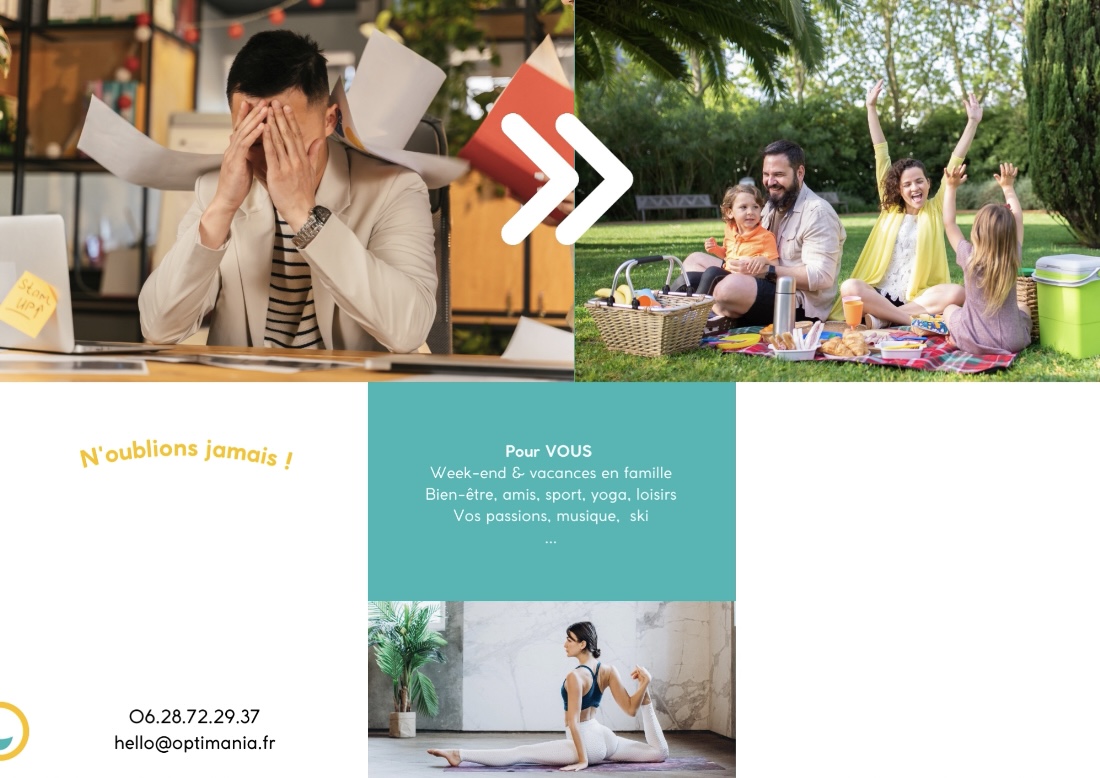 Stand
UP!
N'oublions jamais !
Pour VOUS
Week-end & vacances en famille
Bien-être, amis, sport, yoga, loisirs
Vos passions, musique, ski
...
06.28.72.29.37
hello@optimania.fr